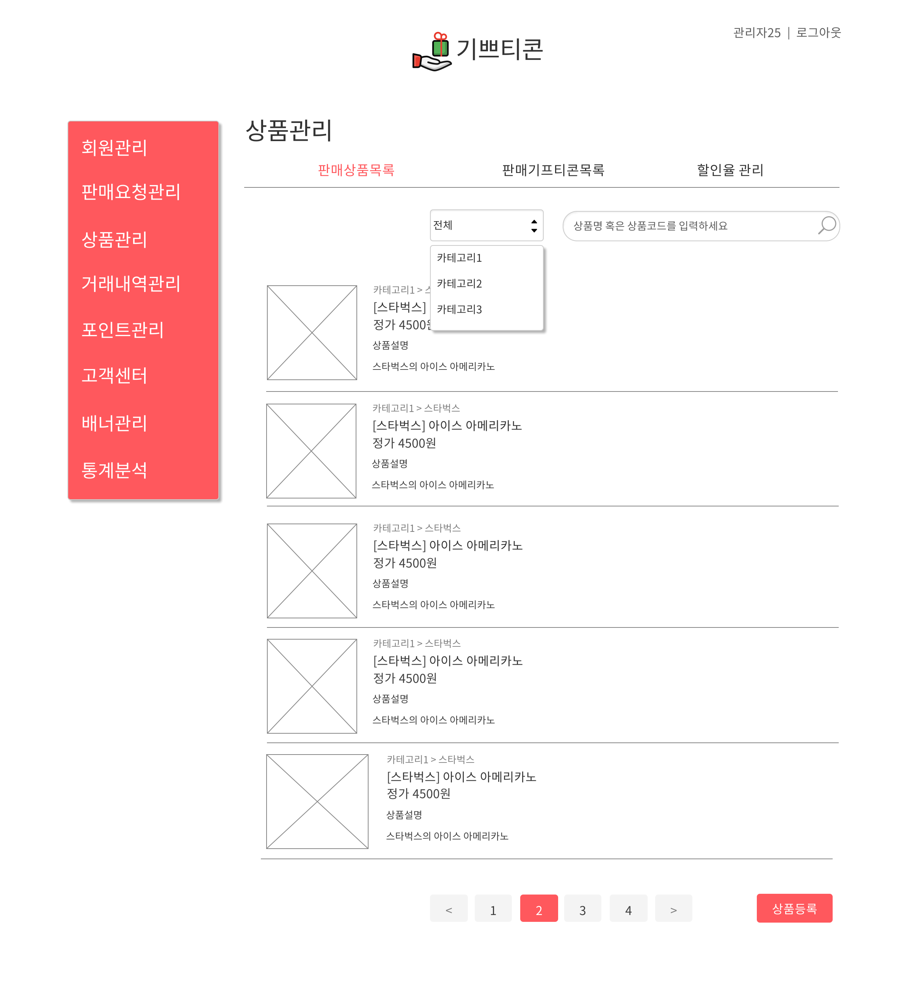 관리자25 | 로그아웃
기쁘티콘
회원관리
판매요청관리
상품관리
거래내역관리
포인트관리
고객센터
배너관리
통계분석
상품관리
판매상품목록 판매기프티콘목록 할인율 관리
전체
상품명 혹은 상품코드를 입력하세요
카테고리1
카테고리2
카테고리3
카테고리1 >
[스타벅스]
정가 4500
상품설명
스타벅스의 아이스 아메리카노
카테고리1 > 스타벅스
[스타벅스] 아이스 아메리카노
정가 4500원
상품설명
스타벅스의 아이스 아메리카노
카테고리1 > 스타벅스
[스타벅스] 아이스 아메리카노
정가 4500원
상품설명
스타벅스의 아이스 아메리카노
카테고리1 > 스타벅스
[스타벅스] 아이스 아메리카노
정가 4500원
상품설명
스타벅스의 아이스 아메리카노
카테고리1 > 스타벅스
[스타벅스] 아이스 아메리카노
정가 4500원
상품설명
스타벅스의 아이스 아메리카노
< 1 2 3 4 >
상품등록